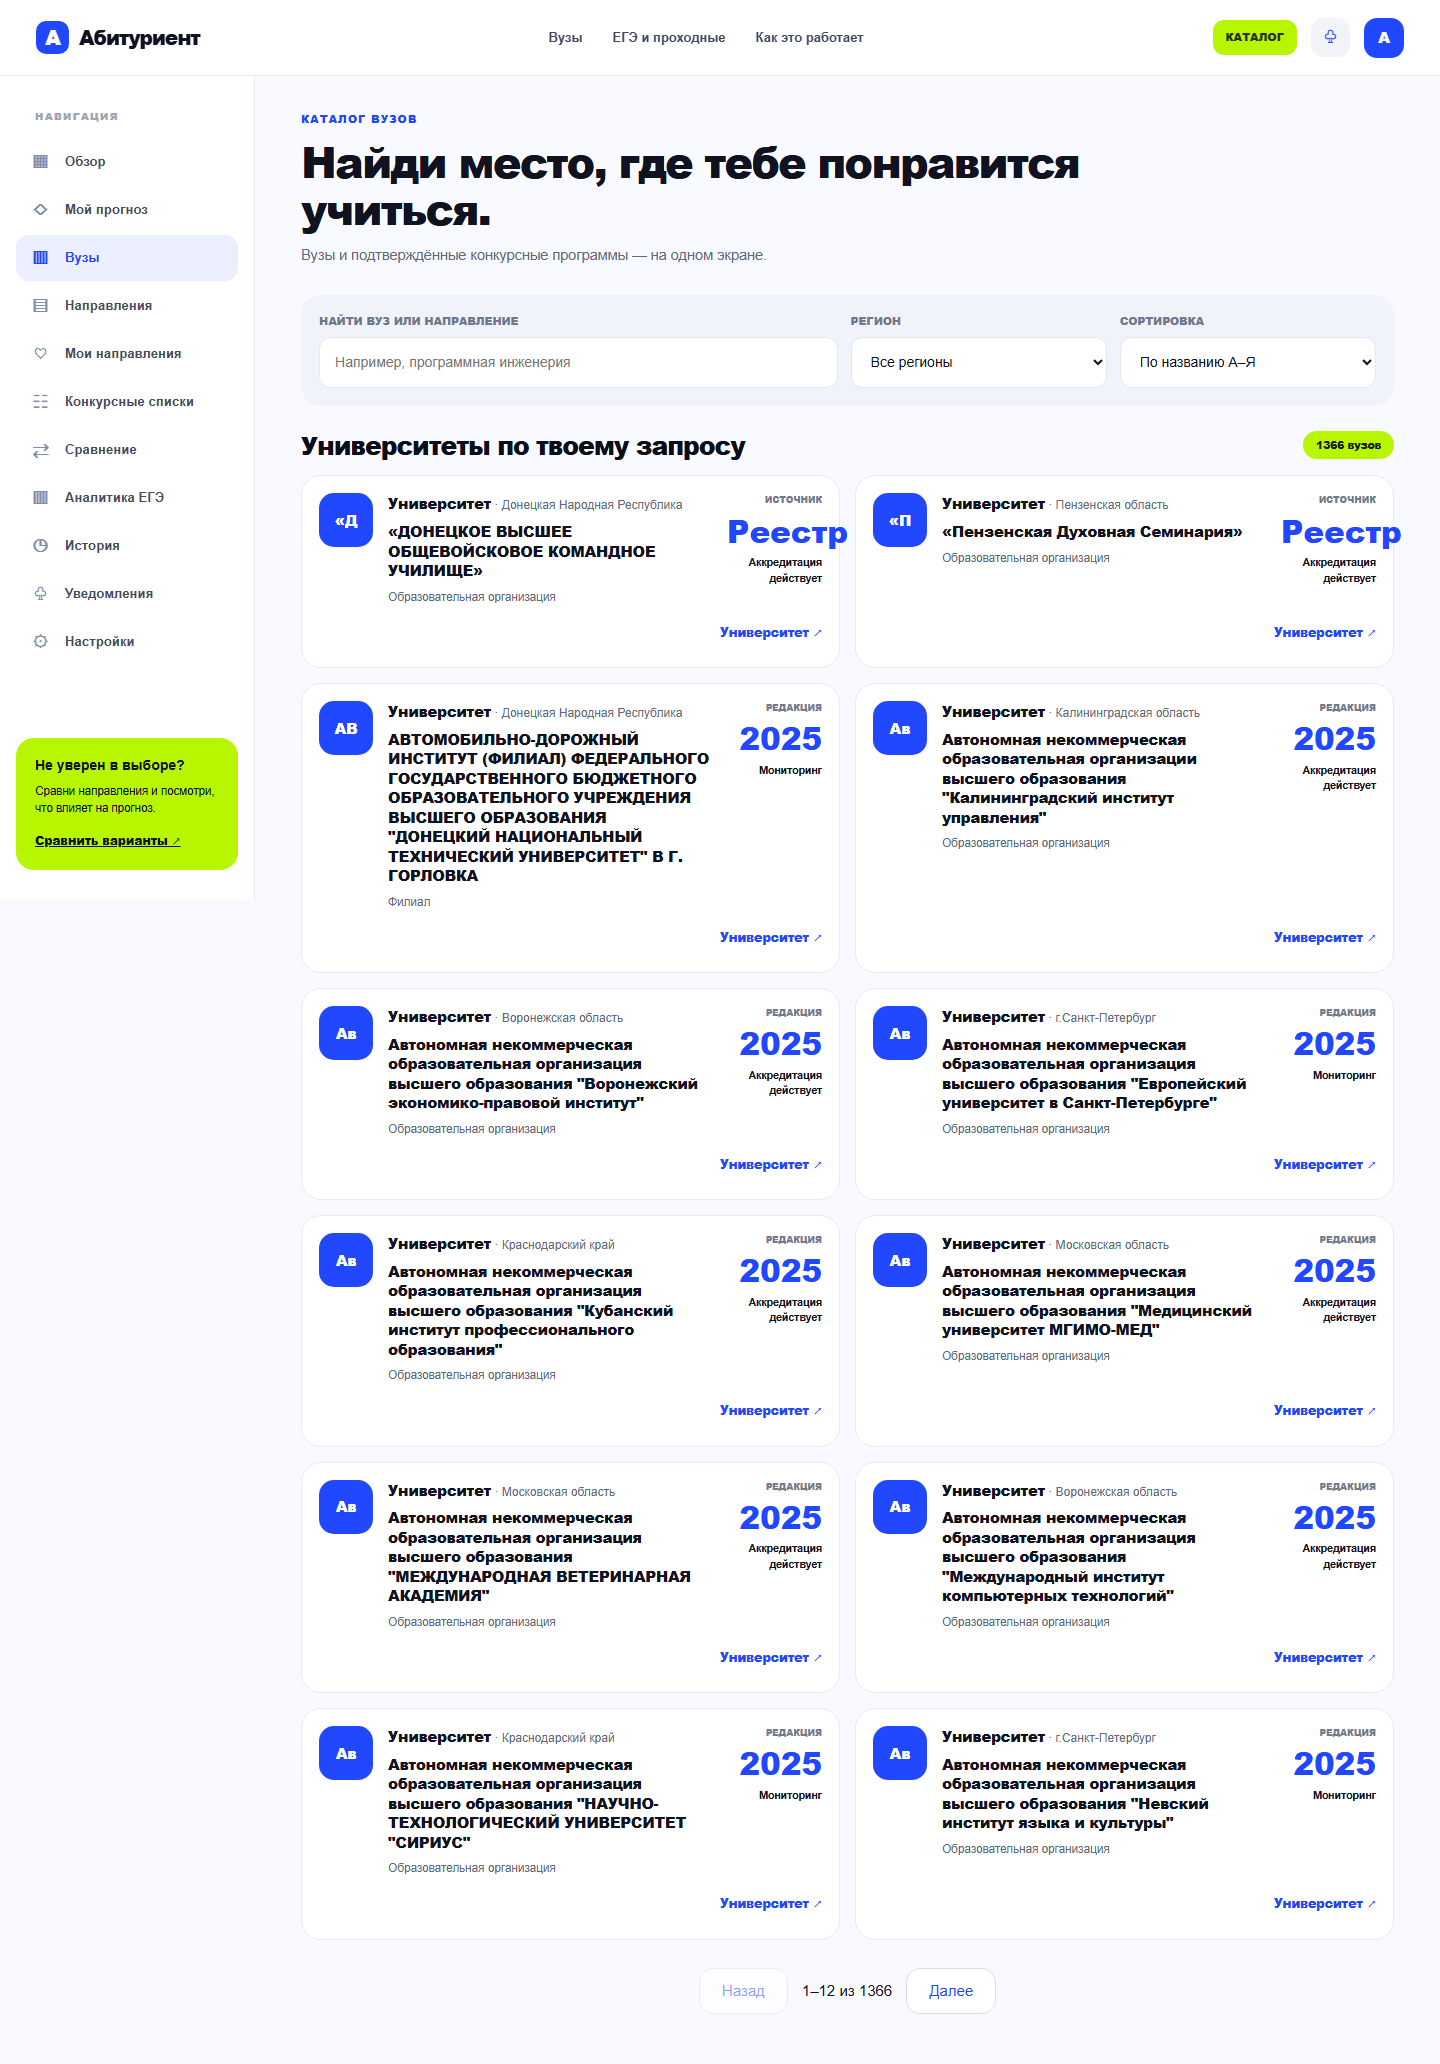 А Абитуриент
Вузы ЕГЭ и проходные Как это работает
КАТАЛОГ
А
НАВИГАЦИЯ
Обзор
Мой прогноз
Вузы
Направления
Мои направления
Конкурсные списки
Сравнение
Аналитика ЕГЭ
История
Уведомления
Настройки
Не уверен в выборе?
Сравни направления и посмотри,
что влияет на прогноз.
Сравнить варианты ↗
КАТАЛОГ ВУЗОВ
Найди место, где тебе понравится
учиться.
Вузы и подтверждённые конкурсные программы — на одном экране.
НАЙТИ ВУЗ ИЛИ НАПРАВЛЕНИЕ
Например, программная инженерия
РЕГИОН
Все регионы
СОРТИРОВКА
По названию А–Я
Университеты по твоему запросу
1366 вузов
«Д
Университет · Донецкая Народная Республика
«ДОНЕЦКОЕ ВЫСШЕЕ
ОБЩЕВОЙСКОВОЕ КОМАНДНОЕ
УЧИЛИЩЕ»
Образовательная организация
ИСТОЧНИК
Реестр
Аккредитация
действует
Университет ↗
«П
Университет · Пензенская область
«Пензенская Духовная Семинария»
Образовательная организация
ИСТОЧНИК
Реестр
Аккредитация
действует
Университет ↗
АВ
Университет · Донецкая Народная Республика
АВТОМОБИЛЬНО-ДОРОЖНЫЙ
ИНСТИТУТ (ФИЛИАЛ) ФЕДЕРАЛЬНОГО
ГОСУДАРСТВЕННОГО БЮДЖЕТНОГО
ОБРАЗОВАТЕЛЬНОГО УЧРЕЖДЕНИЯ
ВЫСШЕГО ОБРАЗОВАНИЯ
"ДОНЕЦКИЙ НАЦИОНАЛЬНЫЙ
ТЕХНИЧЕСКИЙ УНИВЕРСИТЕТ" В Г.
ГОРЛОВКА
Филиал
РЕДАКЦИЯ
2025
Мониторинг
Университет ↗
Ав
Университет · Калининградская область
Автономная некоммерческая
образовательная организации
высшего образования
"Калининградский институт
управления"
Образовательная организация
РЕДАКЦИЯ
2025
Аккредитация
действует
Университет ↗
Ав
Университет · Воронежская область
Автономная некоммерческая
образовательная организация
высшего образования "Воронежский
экономико-правовой институт"
Образовательная организация
РЕДАКЦИЯ
2025
Аккредитация
действует
Университет ↗
Ав
Университет · г.Санкт-Петербург
Автономная некоммерческая
образовательная организация
высшего образования "Европейский
университет в Санкт-Петербурге"
Образовательная организация
РЕДАКЦИЯ
2025
Мониторинг
Университет ↗
Ав
Университет · Краснодарский край
Автономная некоммерческая
образовательная организация
высшего образования "Кубанский
институт профессионального
образования"
Образовательная организация
РЕДАКЦИЯ
2025
Аккредитация
действует
Университет ↗
Ав
Университет · Московская область
Автономная некоммерческая
образовательная организация
высшего образования "Медицинский
университет МГИМО-МЕД"
Образовательная организация
РЕДАКЦИЯ
2025
Аккредитация
действует
Университет ↗
Ав
Университет · Московская область
Автономная некоммерческая
образовательная организация
высшего образования
"МЕЖДУНАРОДНАЯ ВЕТЕРИНАРНАЯ
АКАДЕМИЯ"
Образовательная организация
РЕДАКЦИЯ
2025
Аккредитация
действует
Университет ↗
Ав
Университет · Воронежская область
Автономная некоммерческая
образовательная организация
высшего образования
"Международный институт
компьютерных технологий"
Образовательная организация
РЕДАКЦИЯ
2025
Аккредитация
действует
Университет ↗
Ав
Университет · Краснодарский край
Автономная некоммерческая
образовательная организация
высшего образования "НАУЧНО-
ТЕХНОЛОГИЧЕСКИЙ УНИВЕРСИТЕТ
"СИРИУС"
Образовательная организация
РЕДАКЦИЯ
2025
Мониторинг
Университет ↗
Ав
Университет · г.Санкт-Петербург
Автономная некоммерческая
образовательная организация
высшего образования "Невский
институт языка и культуры"
Образовательная организация
РЕДАКЦИЯ
2025
Мониторинг
Университет ↗
Назад 1–12 из 1366 Далее